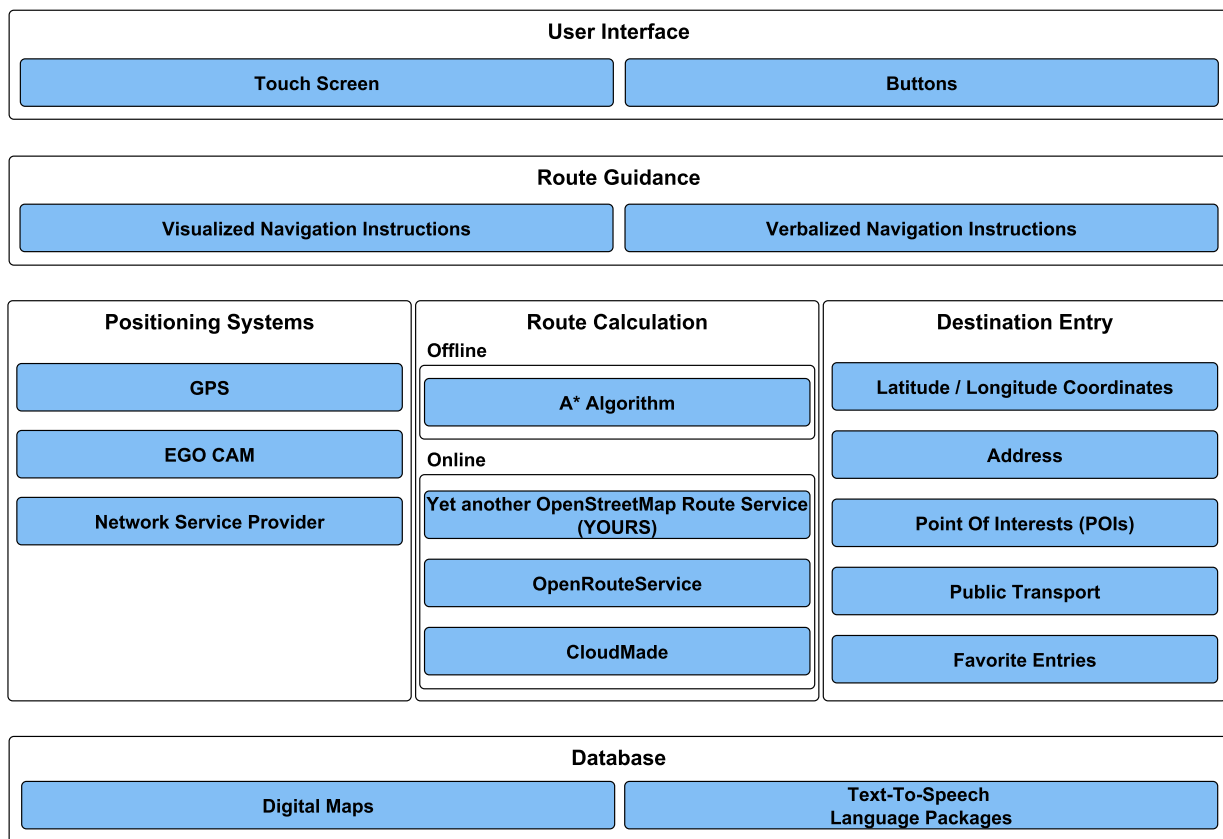 User Interface
Touch Screen
Buttons
Route Guidance
Visualized Navigation Instructions
Verbalized Navigation Instructions
Positioning Systems
GPS
EGO CAM
Network Service Provider
Route Calculation
Offline
A* Algorithm
Online
Yet another OpenStreetMap Route Service
(YOURS)
OpenRouteService
CloudMade
Destination Entry
Latitude / Longitude Coordinates
Address
Point Of Interests (POIs)
Public Transport
Favorite Entries
Database
Digital Maps
Text-To-Speech
Language Packages